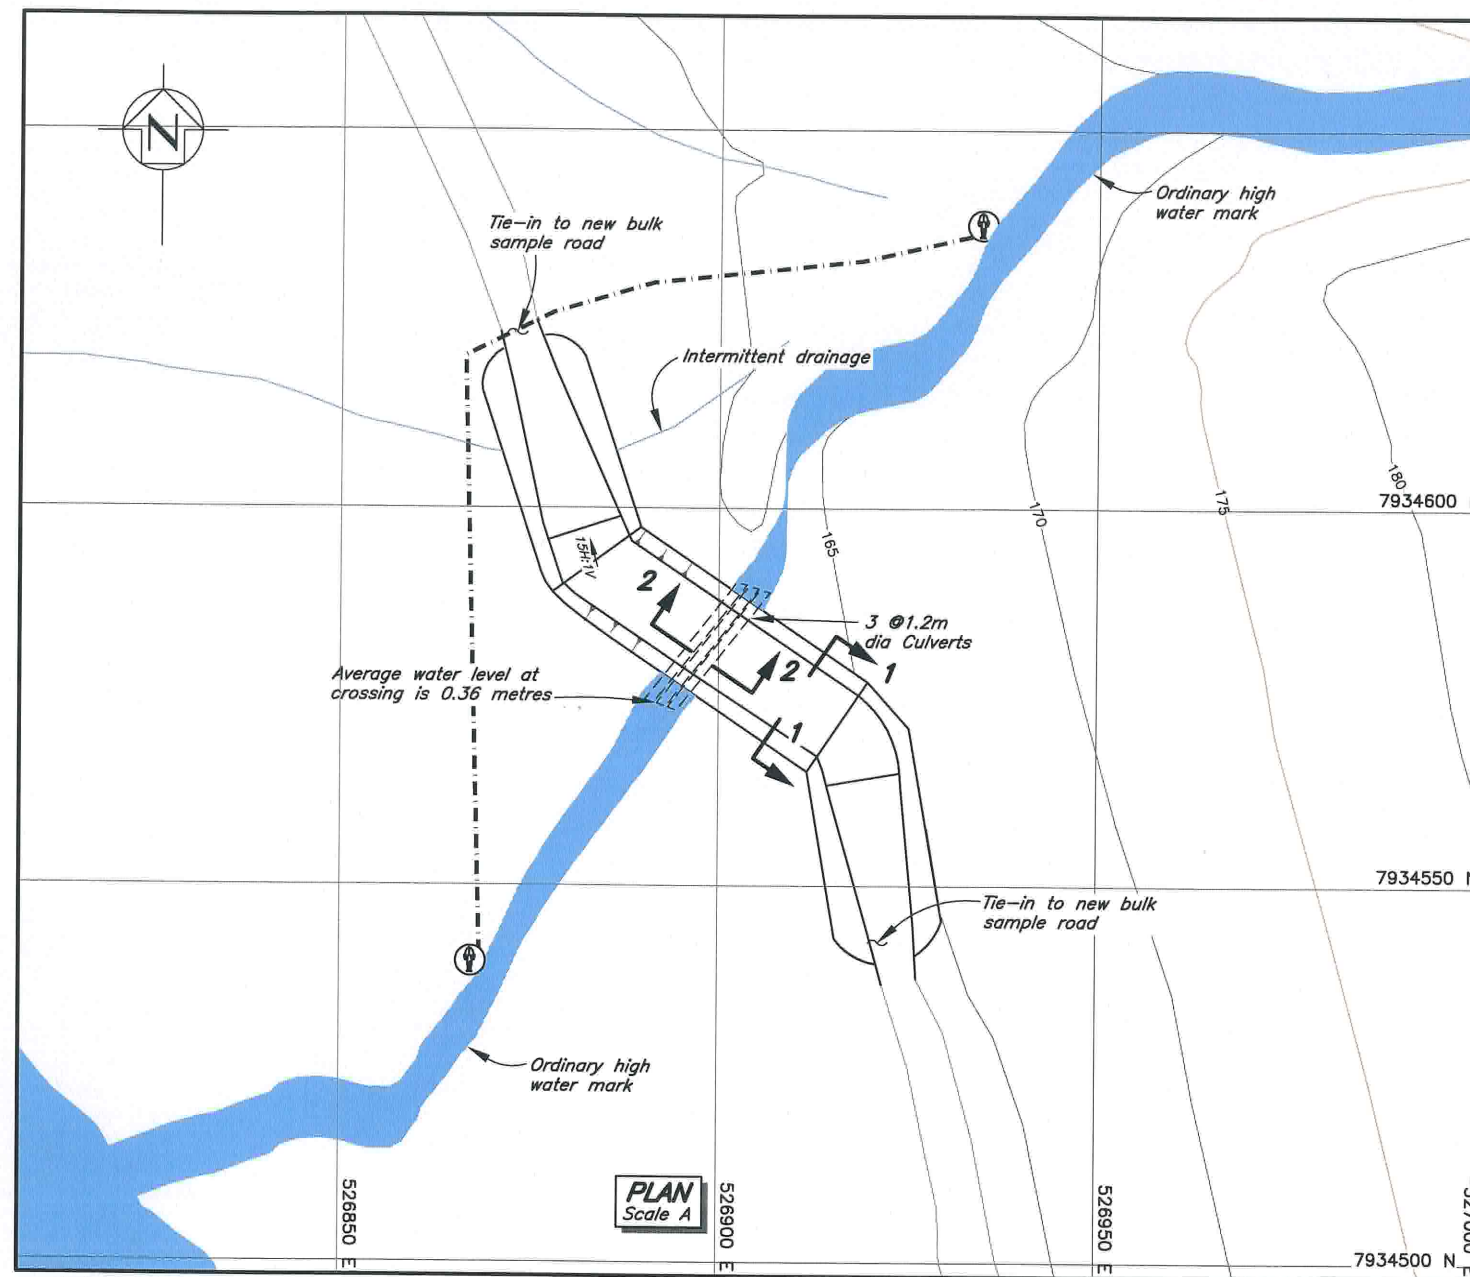 N
Ordinary high
water mark
Tie-in to new bulk
sample road
Intermittent drainage
180
7934600
175
170
165
15H:1V
2
3 @1.2m
dia Culverts
2
1
Average water level at
crossing is 0.36 metres
1
7934550 N
Tie-in to new bulk
sample road
Ordinary high
water mark
PLAN
Scale A
526850 E
526900 E
526950 E
7934500 N